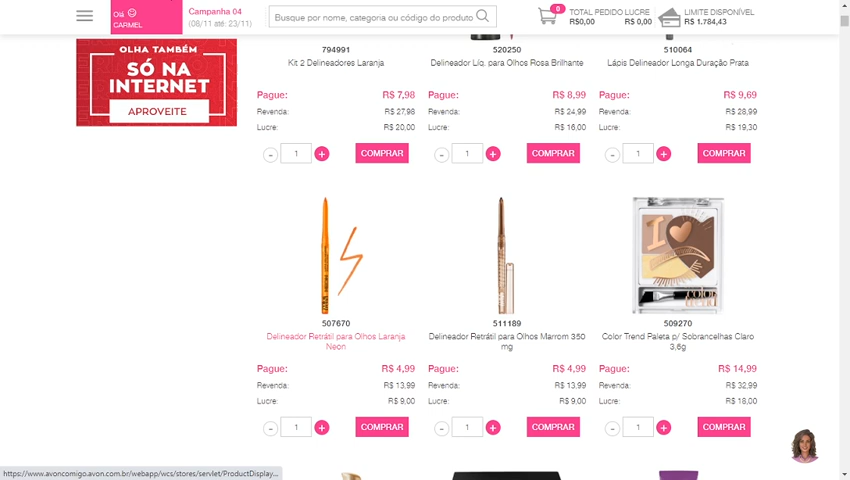 Olá
CARMEL
Campanha 04
(08/11 até: 23/11)
Busque por nome, categoria ou código do produto
0
TOTAL PEDIDO LUCRE
R$0,00 R$ 0,00
LIMITE DISPONÍVEL
R$ 1.784,43
OLHA TAMBÉM
SÓ NA
INTERNET
APROVEITE
794991
Kit 2 Delineadores Laranja
Pague: R$ 7,98
Revenda: R$ 27,98
Lucre: R$ 20,00
- 1 + COMPRAR
520250
Delineador Líq. para Olhos Rosa Brilhante
Pague: R$ 8,99
Revenda: R$ 24,99
Lucre: R$ 16,00
- 1 + COMPRAR
510064
Lápis Delineador Longa Duração Prata
Pague: R$ 9,69
Revenda: R$ 28,99
Lucre: R$ 19,30
- 1 + COMPRAR
507670
Delineador Retrátil para Olhos Laranja
Neon
Pague: R$ 4,99
Revenda: R$ 13,99
Lucre: R$ 9,00
- 1 + COMPRAR
511189
Delineador Retrátil para Olhos Marrom 350
mg
Pague: R$ 4,99
Revenda: R$ 13,99
Lucre: R$ 9,00
- 1 + COMPRAR
I
color
509270
Color Trend Paleta p/ Sobrancelhas Claro
3,6g
Pague: R$ 14,99
Revenda: R$ 32,99
Lucre: R$ 18,00
- 1 + COMPRAR
https://www.avoncomigo.avon.com.br/webapp/wcs/stores/servlet/ProductDisplay...